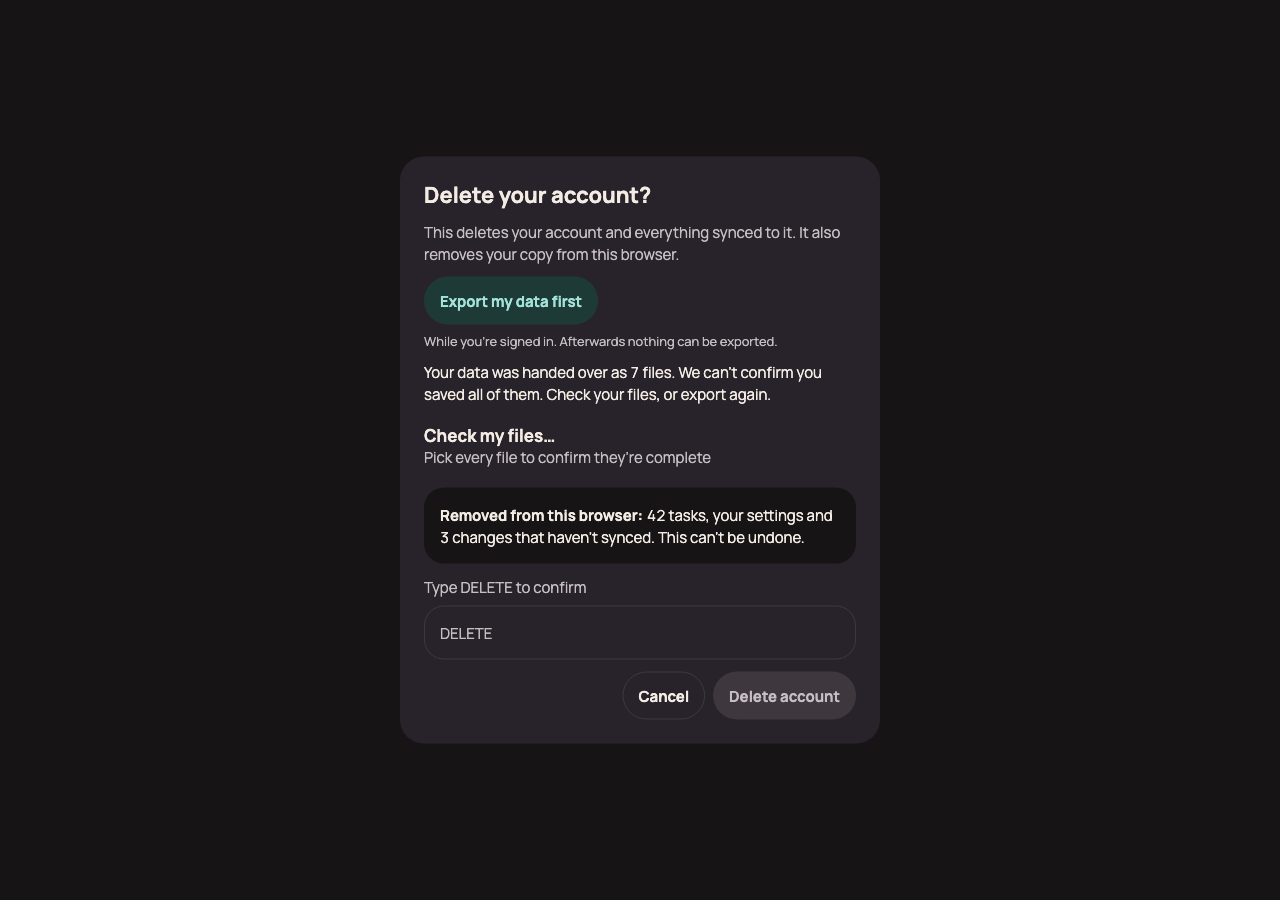 Delete your account?
This deletes your account and everything synced to it. It also
removes your copy from this browser.
Export my data first
While you're signed in. Afterwards nothing can be exported.
Your data was handed over as 7 files. We can't confirm you
saved all of them. Check your files, or export again.
Check my files…
Pick every file to confirm they're complete
Removed from this browser: 42 tasks, your settings and
3 changes that haven't synced. This can't be undone.
Type DELETE to confirm
DELETE
Cancel
Delete account